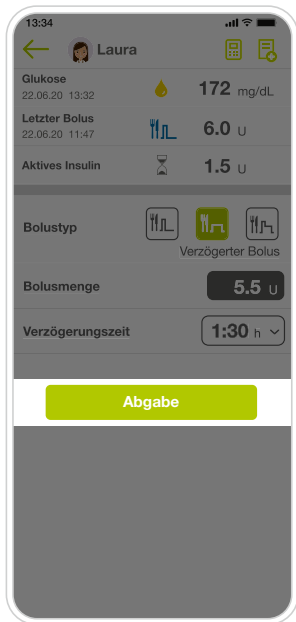 13:34
Laura
Glukose
22.06.20 13:32
172 mg/dL
Letzter Bolus
22.06.20 11:47
6.0 U
Aktives Insulin
1.5 U
Bolustyp
Verzögerter Bolus
Bolusmenge
5.5 U
Verzögerungszeit
1:30 h
Abgabe